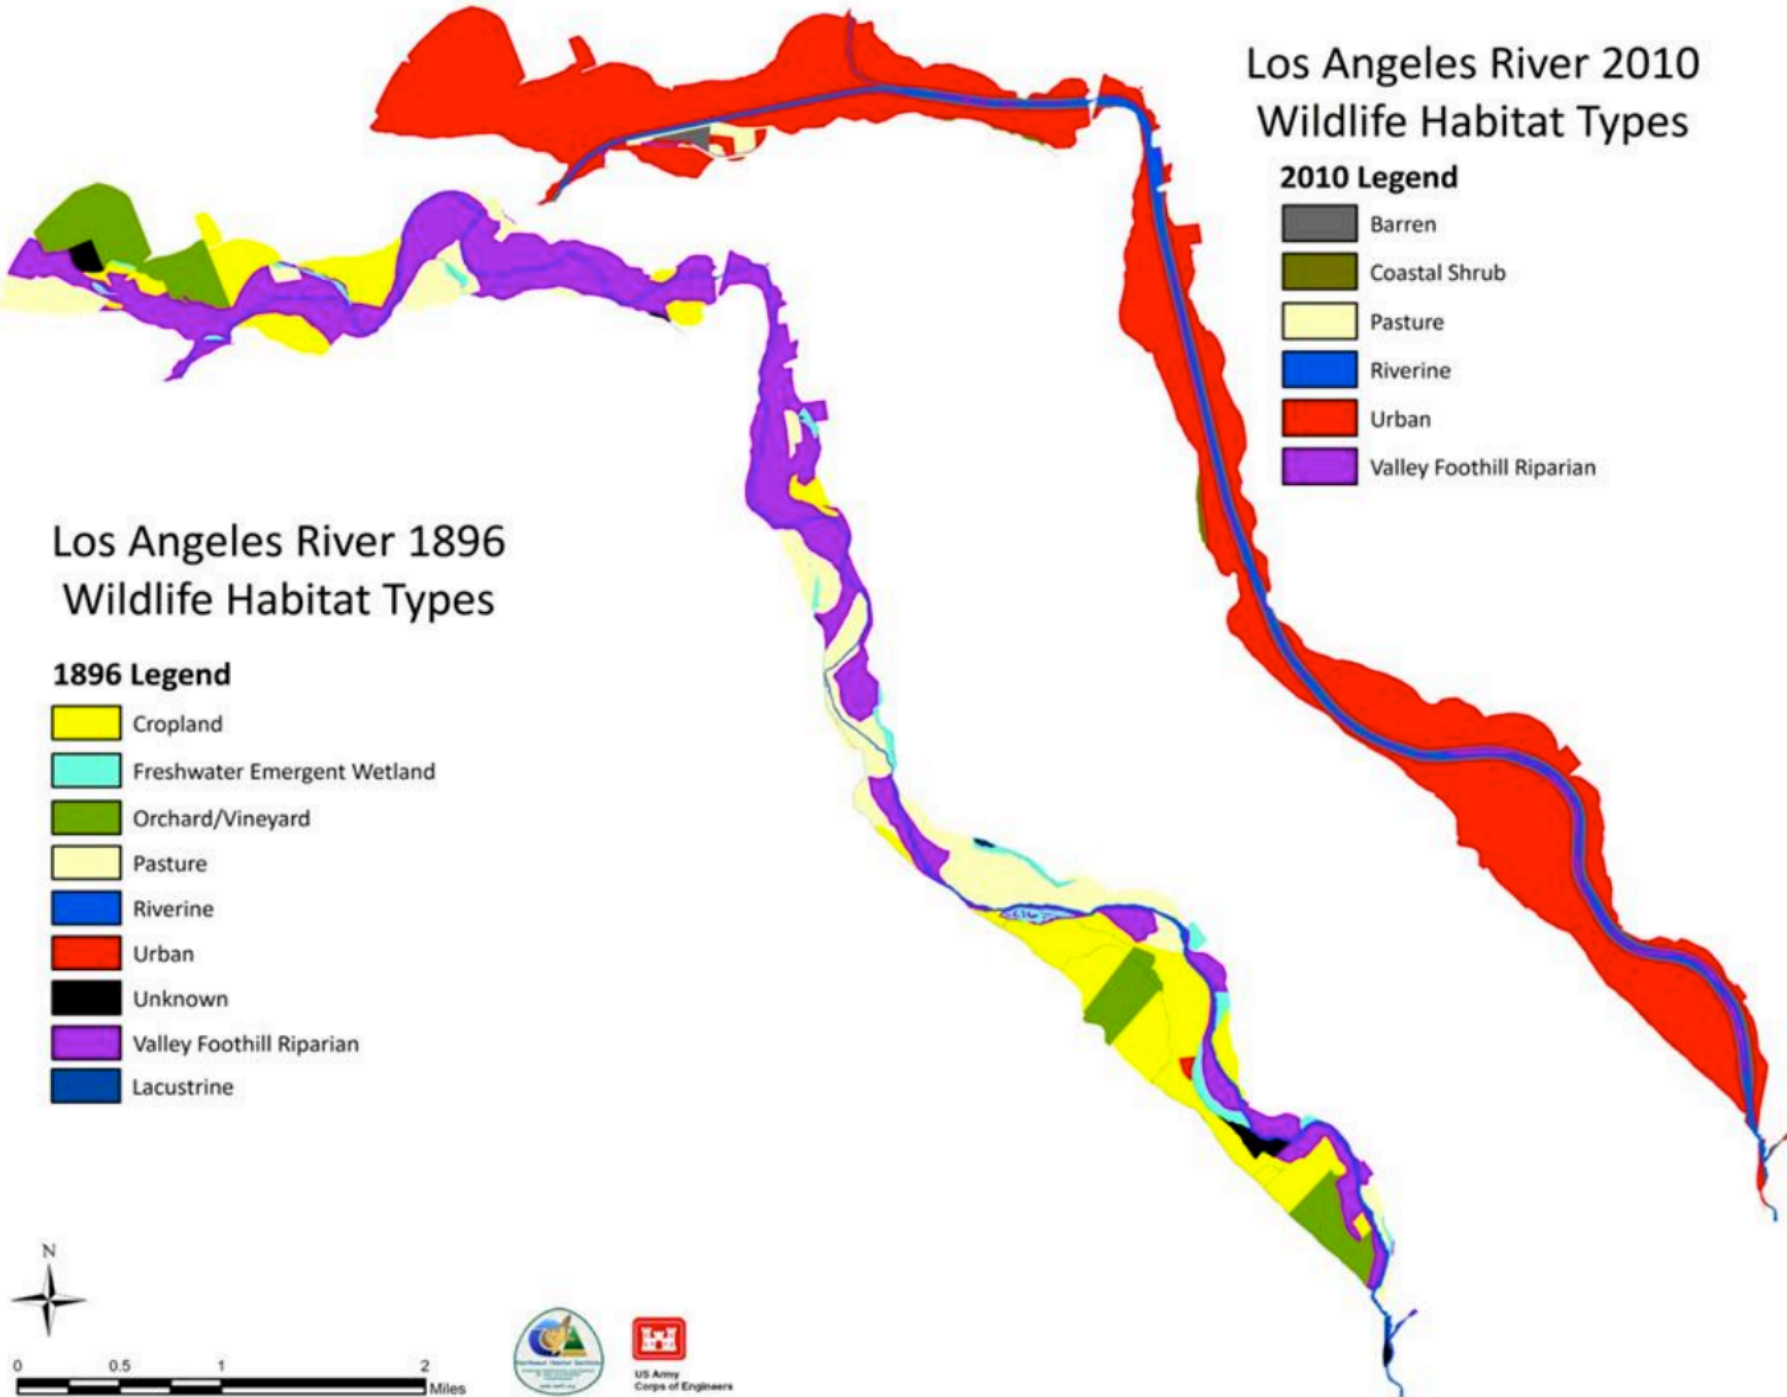 Los Angeles River 2010
Wildlife Habitat Types
2010 Legend
Barren
Coastal Shrub
Pasture
Riverine
Urban
Valley Foothill Riparian
Los Angeles River 1896
Wildlife Habitat Types
1896 Legend
Cropland
Freshwater Emergent Wetland
Orchard/Vineyard
Pasture
Riverine
Urban
Unknown
Valley Foothill Riparian
Lacustrine
N
0 0.5 1 2
Miles
US Army
Corps of Engineers